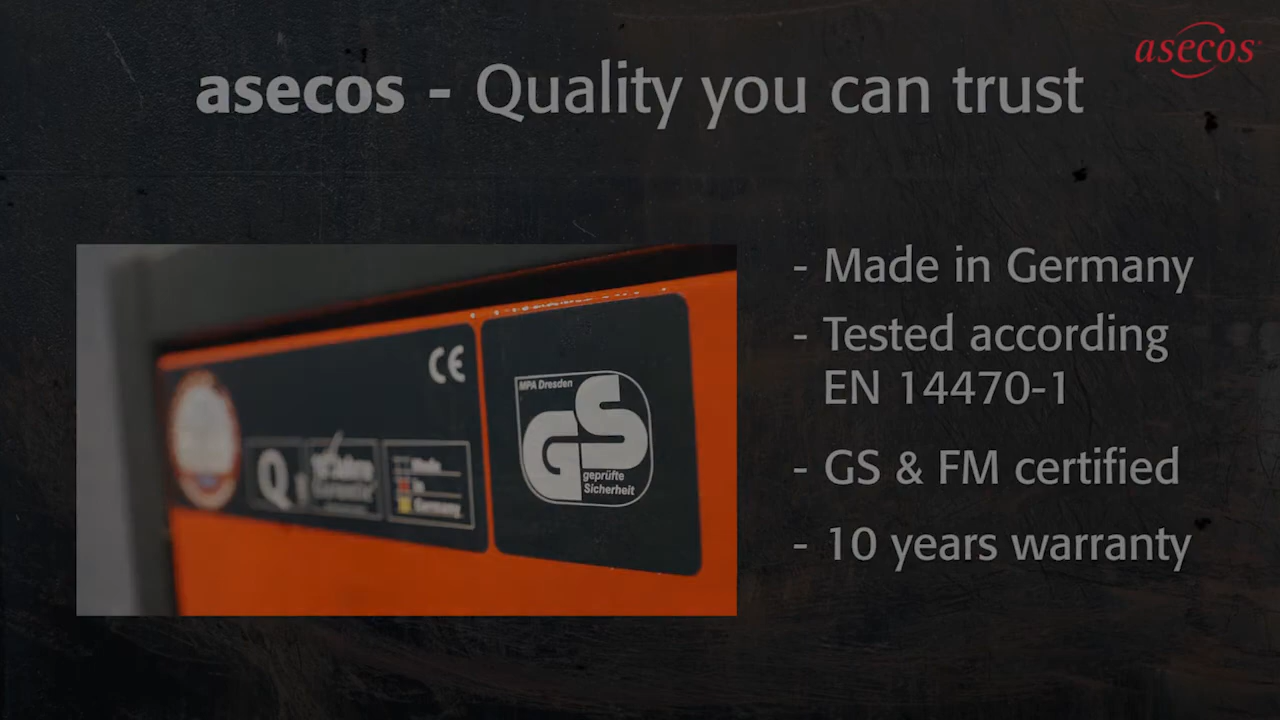 asecos
asecos - Quality you can trust
- Made in Germany
- Tested according
EN 14470-1
- GS & FM certified
- 10 years warranty
CE
MPA Dresden
GS
geprüfte
Sicherheit
Q
Made
in
Germany